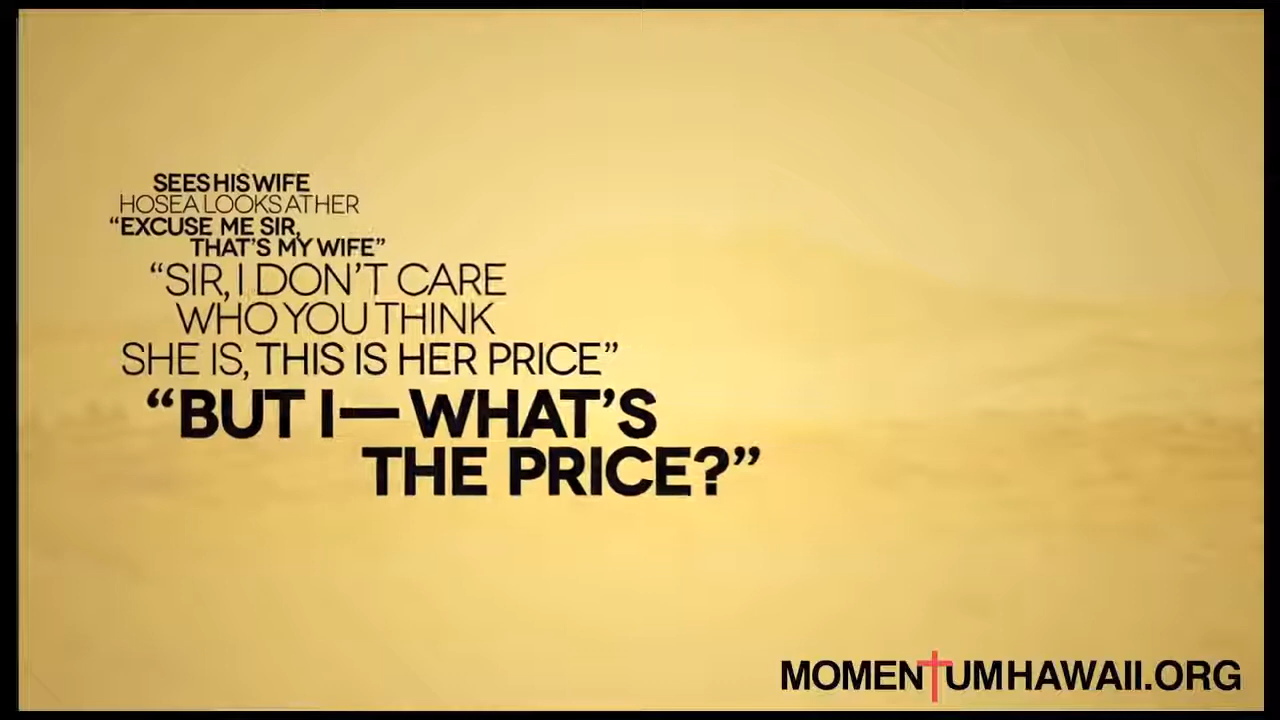 SEES HIS WIFE
HOSEA LOOKS AT HER
“EXCUSE ME SIR,
THAT’S MY WIFE”
“SIR, I DON’T CARE
WHO YOU THINK
SHE IS, THIS IS HER PRICE”
“BUT I—WHAT’S
THE PRICE?”
MOMENTUMHAWAII.ORG